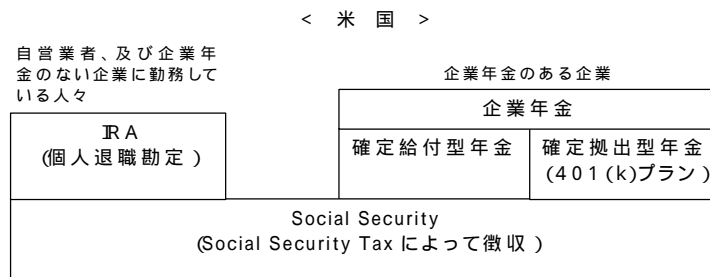 < 米国 >
自営業者、及び企業年
金のない企業に勤務して
いる人々
企業年金のある企業
企業年金
IRA
(個人退職勘定)
確定給付型年金
確定拠出型年金
(401(k)プラン)
Social Security
(Social Security Tax によって徴収)